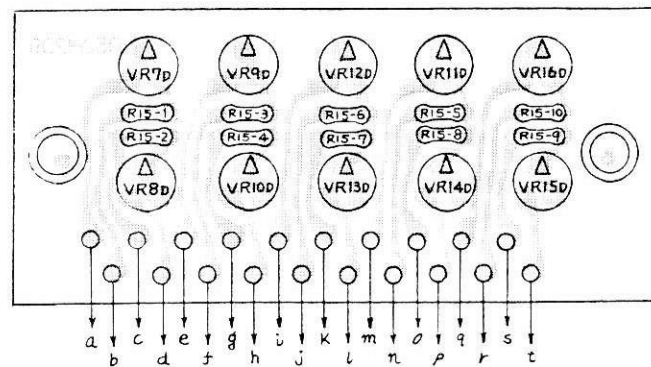 VR7D VR9D VR12D VR11D VR16D
R15-1 R15-3 R15-6 R15-5 R15-10
R15-2 R15-4 R15-7 R15-8 R15-9
VR8D VR10D VR13D VR14D VR15D
a c e g i k m o q s
b d f h j l n p r t